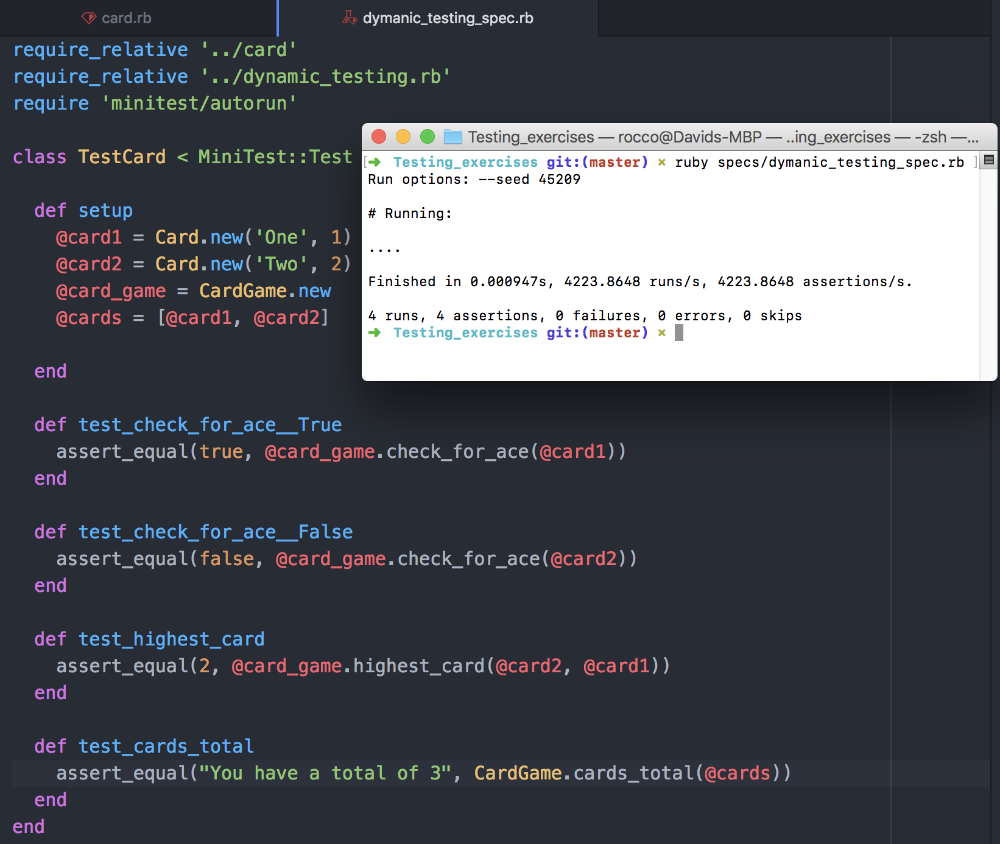 card.rb
dymanic_testing_spec.rb
require_relative '../card'
require_relative '../dynamic_testing.rb'
require 'minitest/autorun'
class TestCard < MiniTest::Test
def setup
@card1 = Card.new('One', 1)
@card2 = Card.new('Two', 2)
@card_game = CardGame.new
@cards = [@card1, @card2]
end
def test_check_for_ace__True
assert_equal(true, @card_game.check_for_ace(@card1))
end
def test_check_for_ace__False
assert_equal(false, @card_game.check_for_ace(@card2))
end
def test_highest_card
assert_equal(2, @card_game.highest_card(@card2, @card1))
end
def test_cards_total
assert_equal("You have a total of 3", CardGame.cards_total(@cards))
end
end
Testing_exercises — rocco@Davids-MBP — ..ing_exercises — -zsh —...
[➜ Testing_exercises git:(master) × ruby specs/dymanic_testing_spec.rb ]
Run options: --seed 45209
# Running:
....
Finished in 0.000947s, 4223.8648 runs/s, 4223.8648 assertions/s.
4 runs, 4 assertions, 0 failures, 0 errors, 0 skips
➜ Testing_exercises git:(master) ×